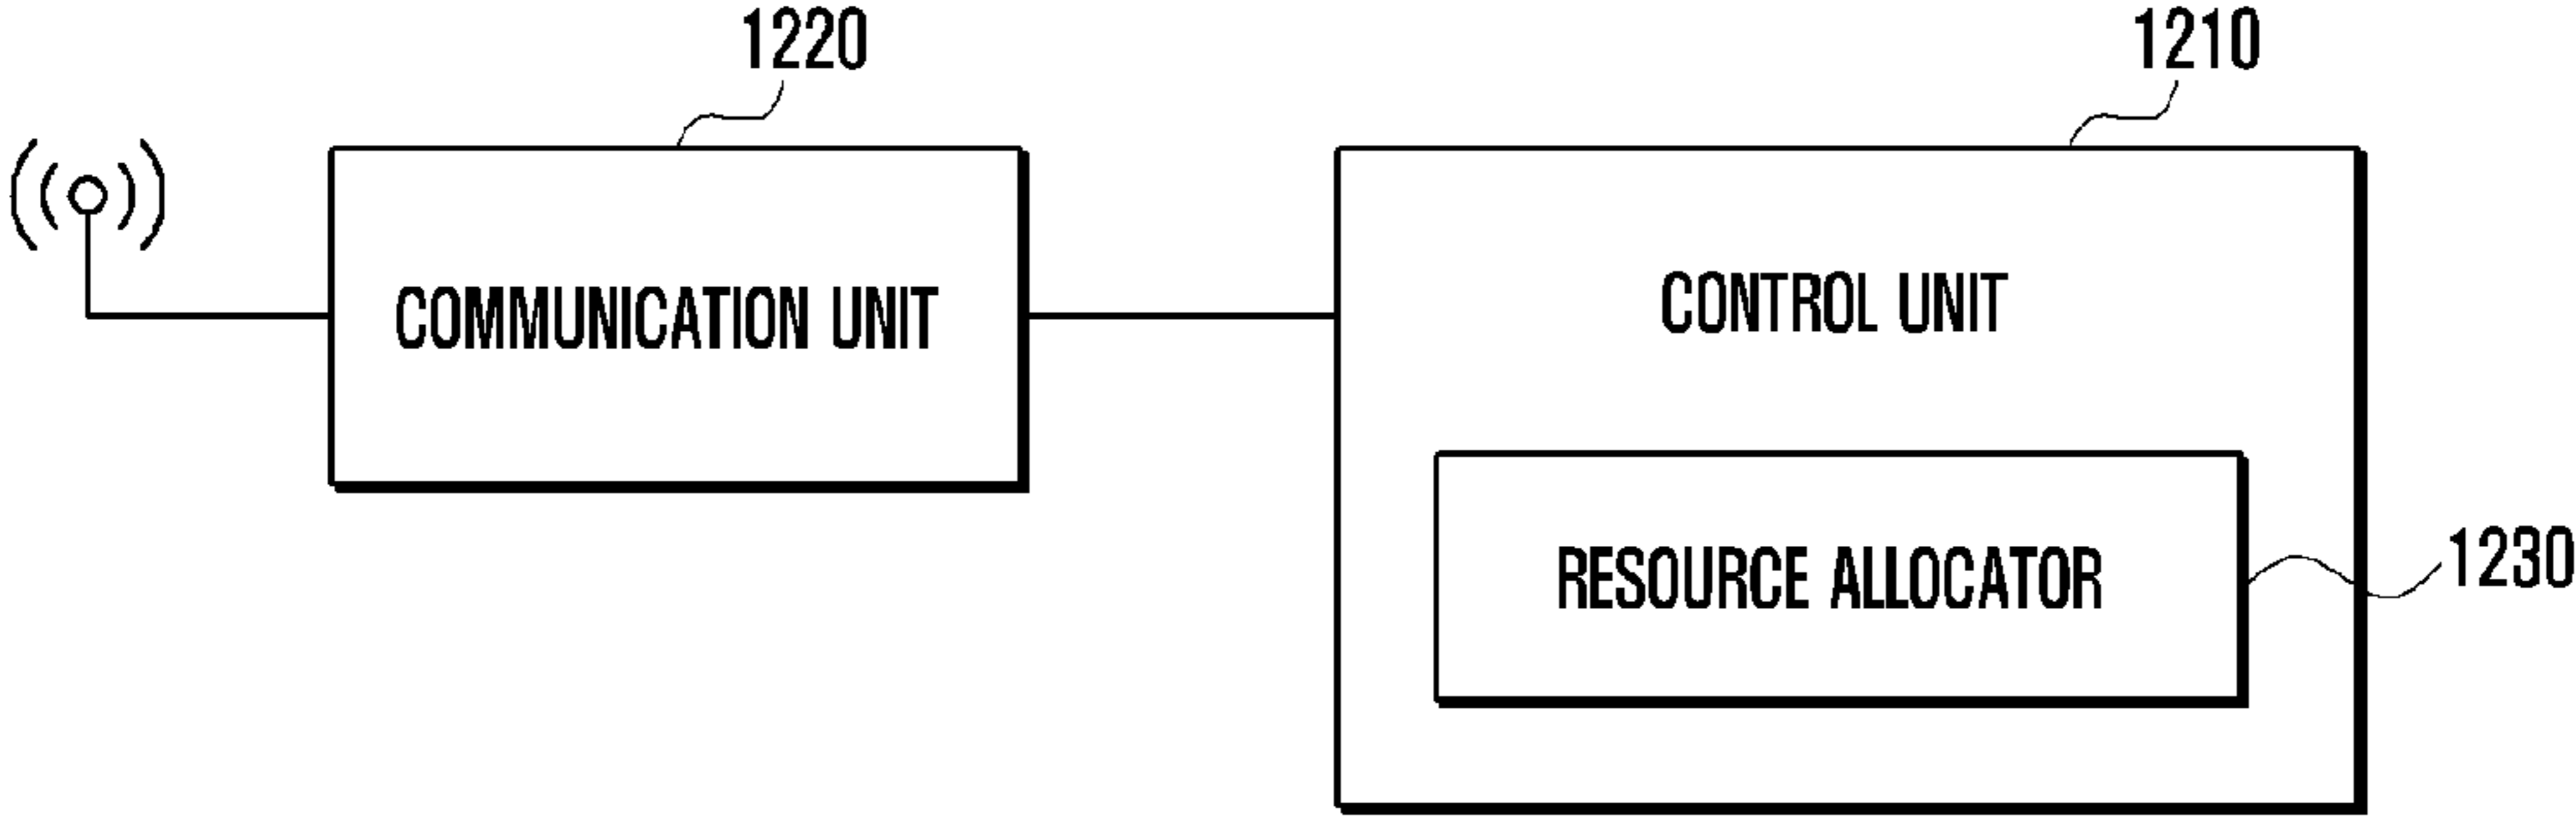 1220
1210
COMMUNICATION UNIT
CONTROL UNIT
RESOURCE ALLOCATOR
1230